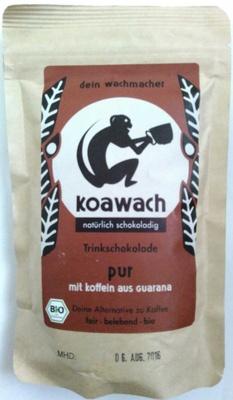 dein wachmacher
koawach
natürlich schokoladig
Trinkschokolade
pur
mit koffein aus Guarana
BIO
Deine Alternative zu Kaffee
fair - belebend - bio
MHD. 06. AUG. 2016